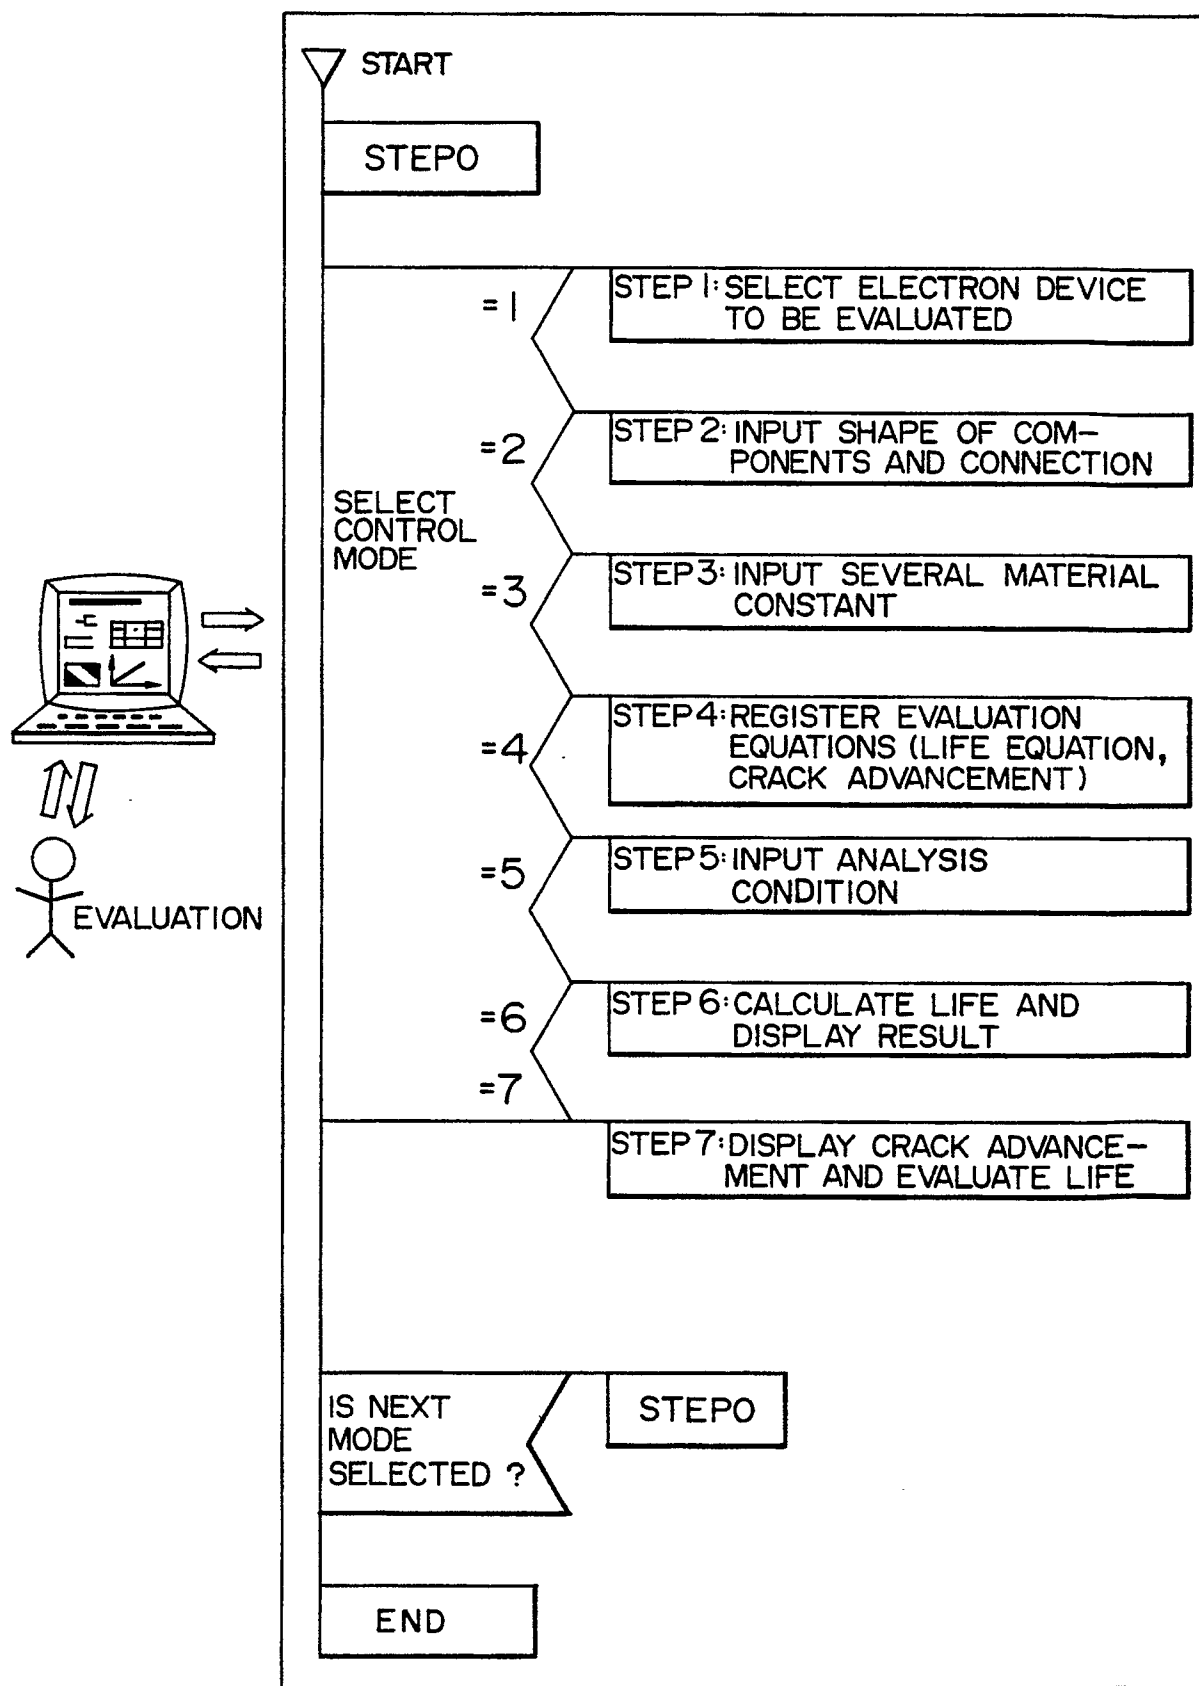 START
STEPO
SELECT
CONTROL
MODE
=1
STEP 1: SELECT ELECTRON DEVICE
TO BE EVALUATED
=2
STEP 2: INPUT SHAPE OF COM-
PONENTS AND CONNECTION
=3
STEP 3: INPUT SEVERAL MATERIAL
CONSTANT
=4
STEP 4: REGISTER EVALUATION
EQUATIONS (LIFE EQUATION,
CRACK ADVANCEMENT)
=5
STEP 5: INPUT ANALYSIS
CONDITION
=6
STEP 6: CALCULATE LIFE AND
DISPLAY RESULT
=7
STEP 7: DISPLAY CRACK ADVANCE-
MENT AND EVALUATE LIFE
EVALUATION
IS NEXT
MODE
SELECTED ?
STEPO
END